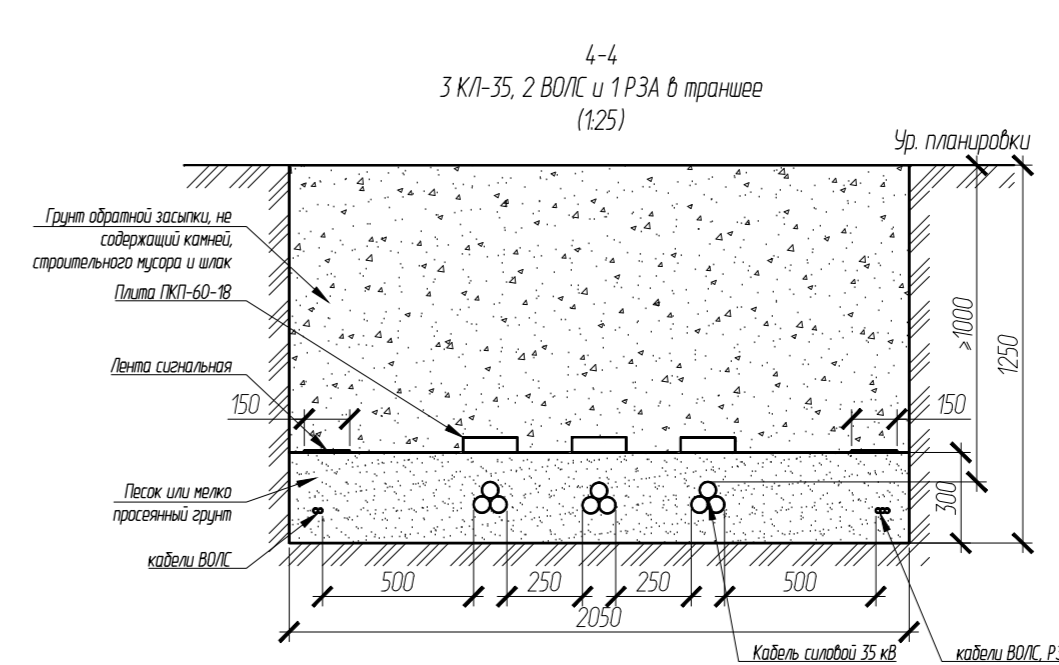 4-4
3 КЛ-35, 2 ВОЛС и 1 РЗА в траншее
(1:25)
Ур. планировки
Грунт обратной засыпки, не
содержащий камней,
строительного мусора и шлак
Плита ПКП-60-18
Лента сигнальная
150
150
≥1000
1250
Песок или мелко
просеянный грунт
300
кабели ВОЛС
500
250
250
500
2050
Кабель силовой 35 кВ
кабели ВОЛС,